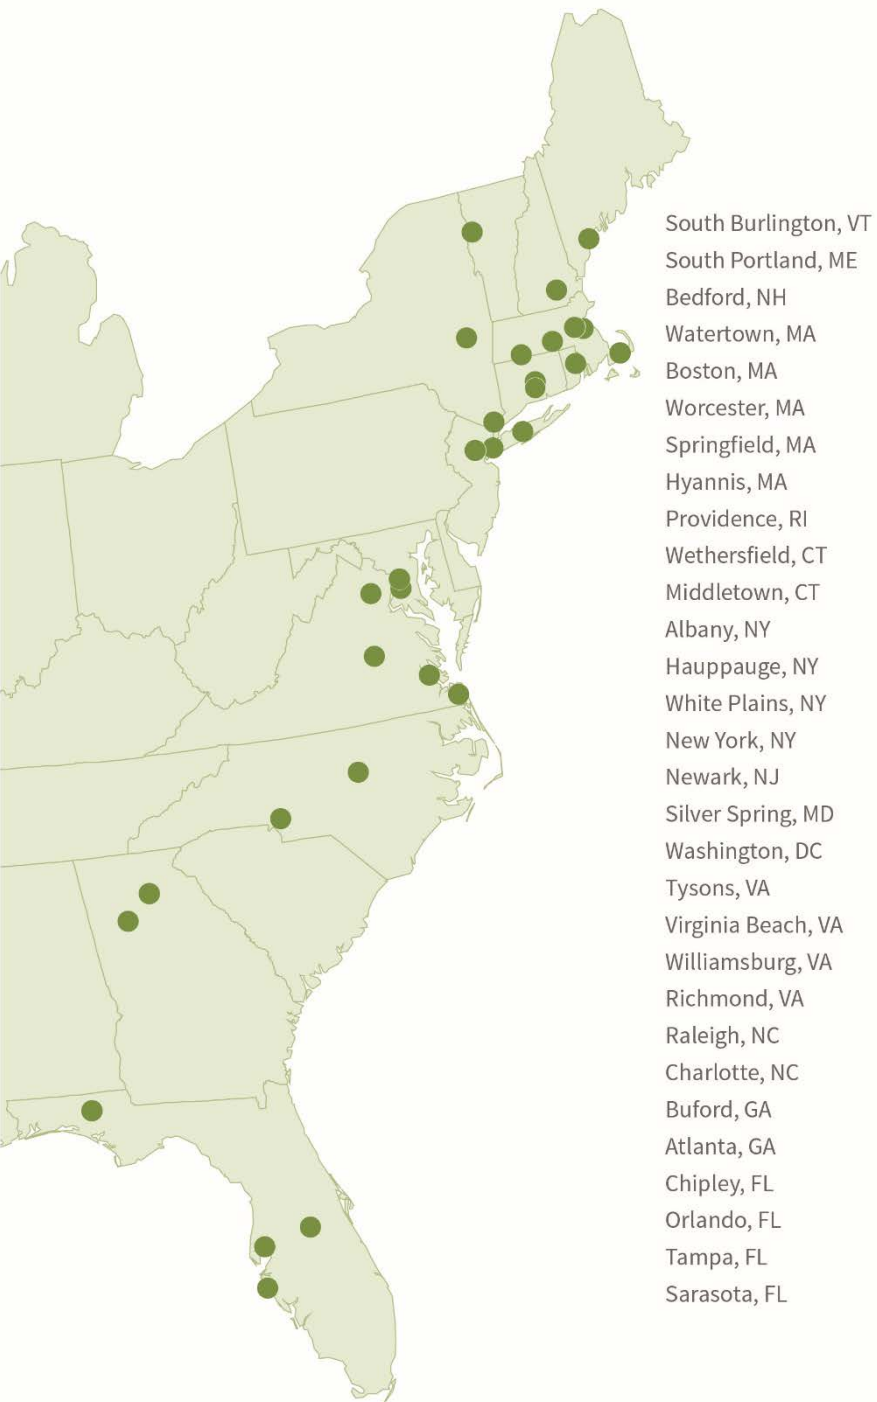 South Burlington, VT
South Portland, ME
Bedford, NH
Watertown, MA
Boston, MA
Worcester, MA
Springfield, MA
Hyannis, MA
Providence, RI
Wethersfield, CT
Middletown, CT
Albany, NY
Hauppauge, NY
White Plains, NY
New York, NY
Newark, NJ
Silver Spring, MD
Washington, DC
Tysons, VA
Virginia Beach, VA
Williamsburg, VA
Richmond, VA
Raleigh, NC
Charlotte, NC
Buford, GA
Atlanta, GA
Chipley, FL
Orlando, FL
Tampa, FL
Sarasota, FL